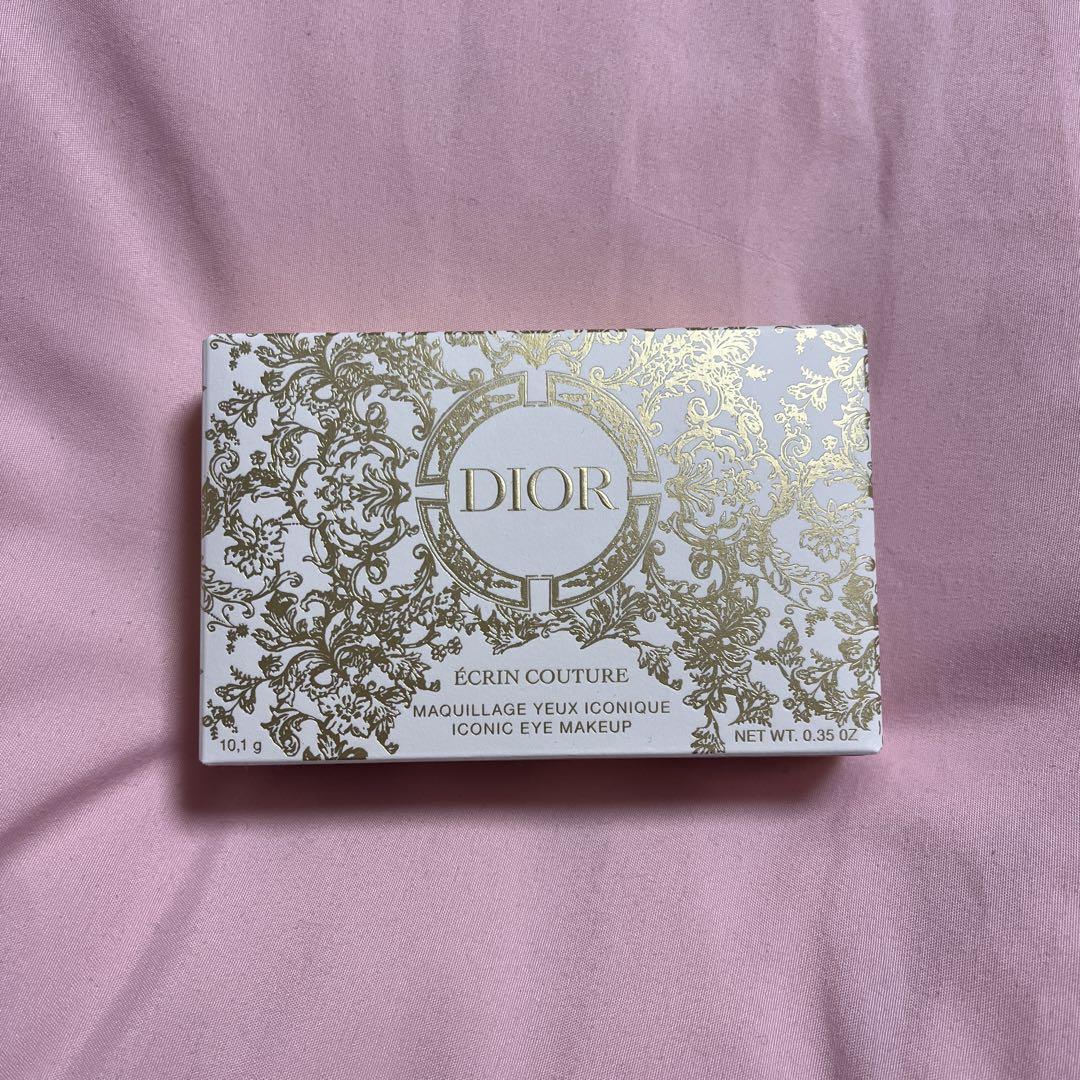 DIOR
ÉCRIN COUTURE
MAQUILLAGE YEUX ICONIQUE
ICONIC EYE MAKEUP
10,1 g
NET WT. 0.35 OZ